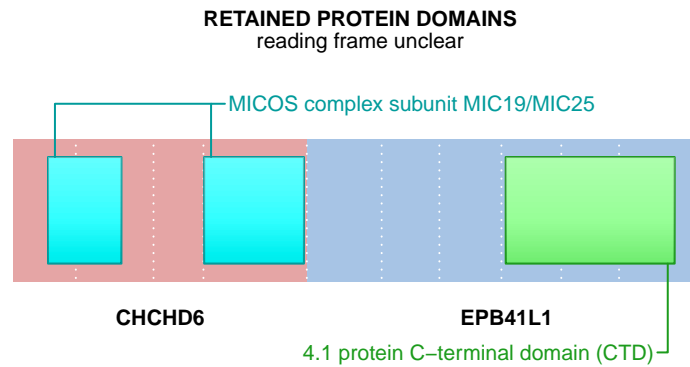 RETAINED PROTEIN DOMAINS
reading frame unclear
MICOS complex subunit MIC19/MIC25
CHCHD6
EPB41L1
4.1 protein C−terminal domain (CTD)